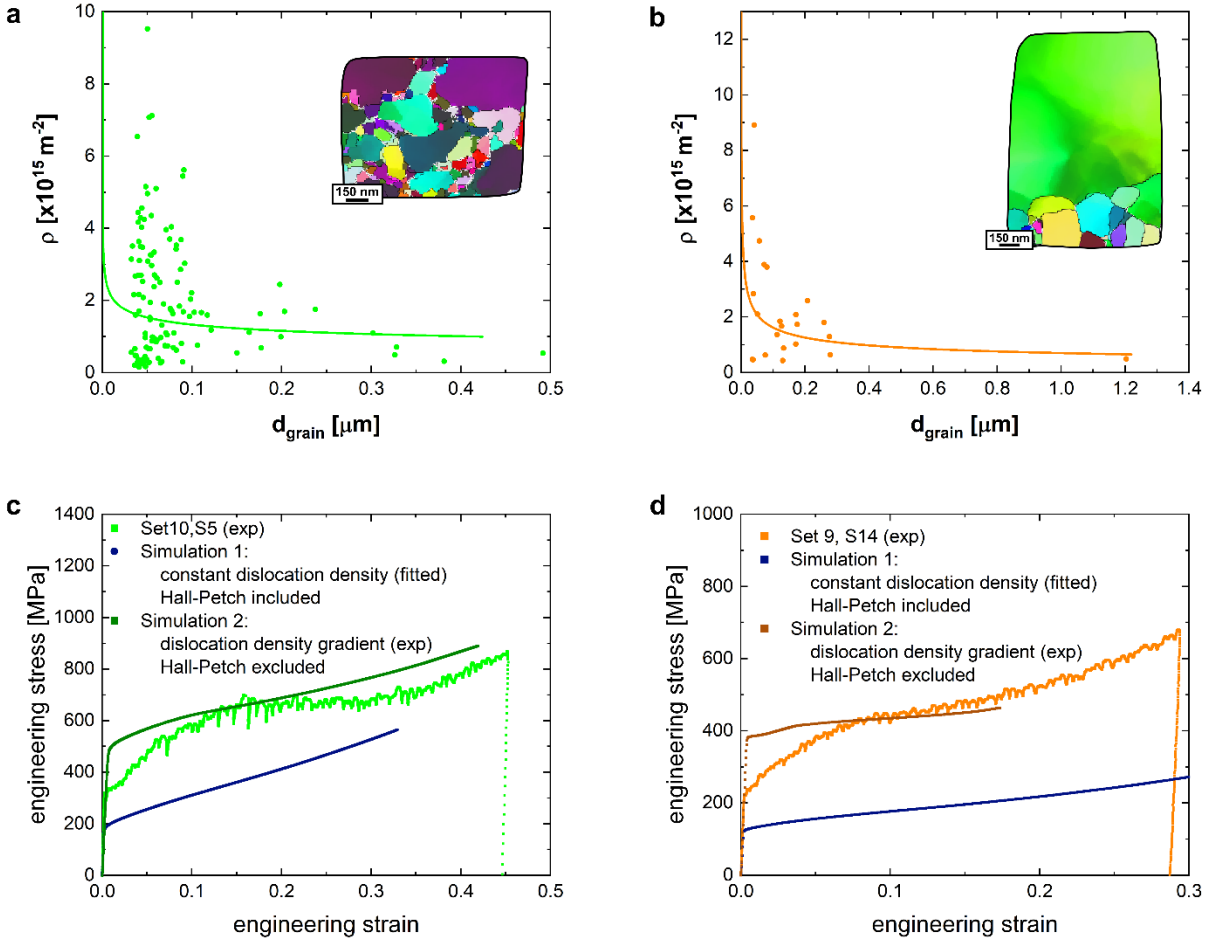 a
10
8
6
4
2
0
0.0 0.1 0.2 0.3 0.4 0.5
ρ [x10¹⁵ m⁻²]
d_grain [μm]
150 nm
b
12
10
8
6
4
2
0
0.0 0.2 0.4 0.6 0.8 1.0 1.2 1.4
ρ [x10¹⁵ m⁻²]
d_grain [μm]
150 nm
c
1400
1200
1000
800
600
400
200
0
0.0 0.1 0.2 0.3 0.4 0.5
engineering stress [MPa]
engineering strain
Set10,S5 (exp)
Simulation 1:
constant dislocation density (fitted)
Hall-Petch included
Simulation 2:
dislocation density gradient (exp)
Hall-Petch excluded
d
1000
800
600
400
200
0
0.0 0.1 0.2 0.3
engineering stress [MPa]
engineering strain
Set 9, S14 (exp)
Simulation 1:
constant dislocation density (fitted)
Hall-Petch included
Simulation 2:
dislocation density gradient (exp)
Hall-Petch excluded